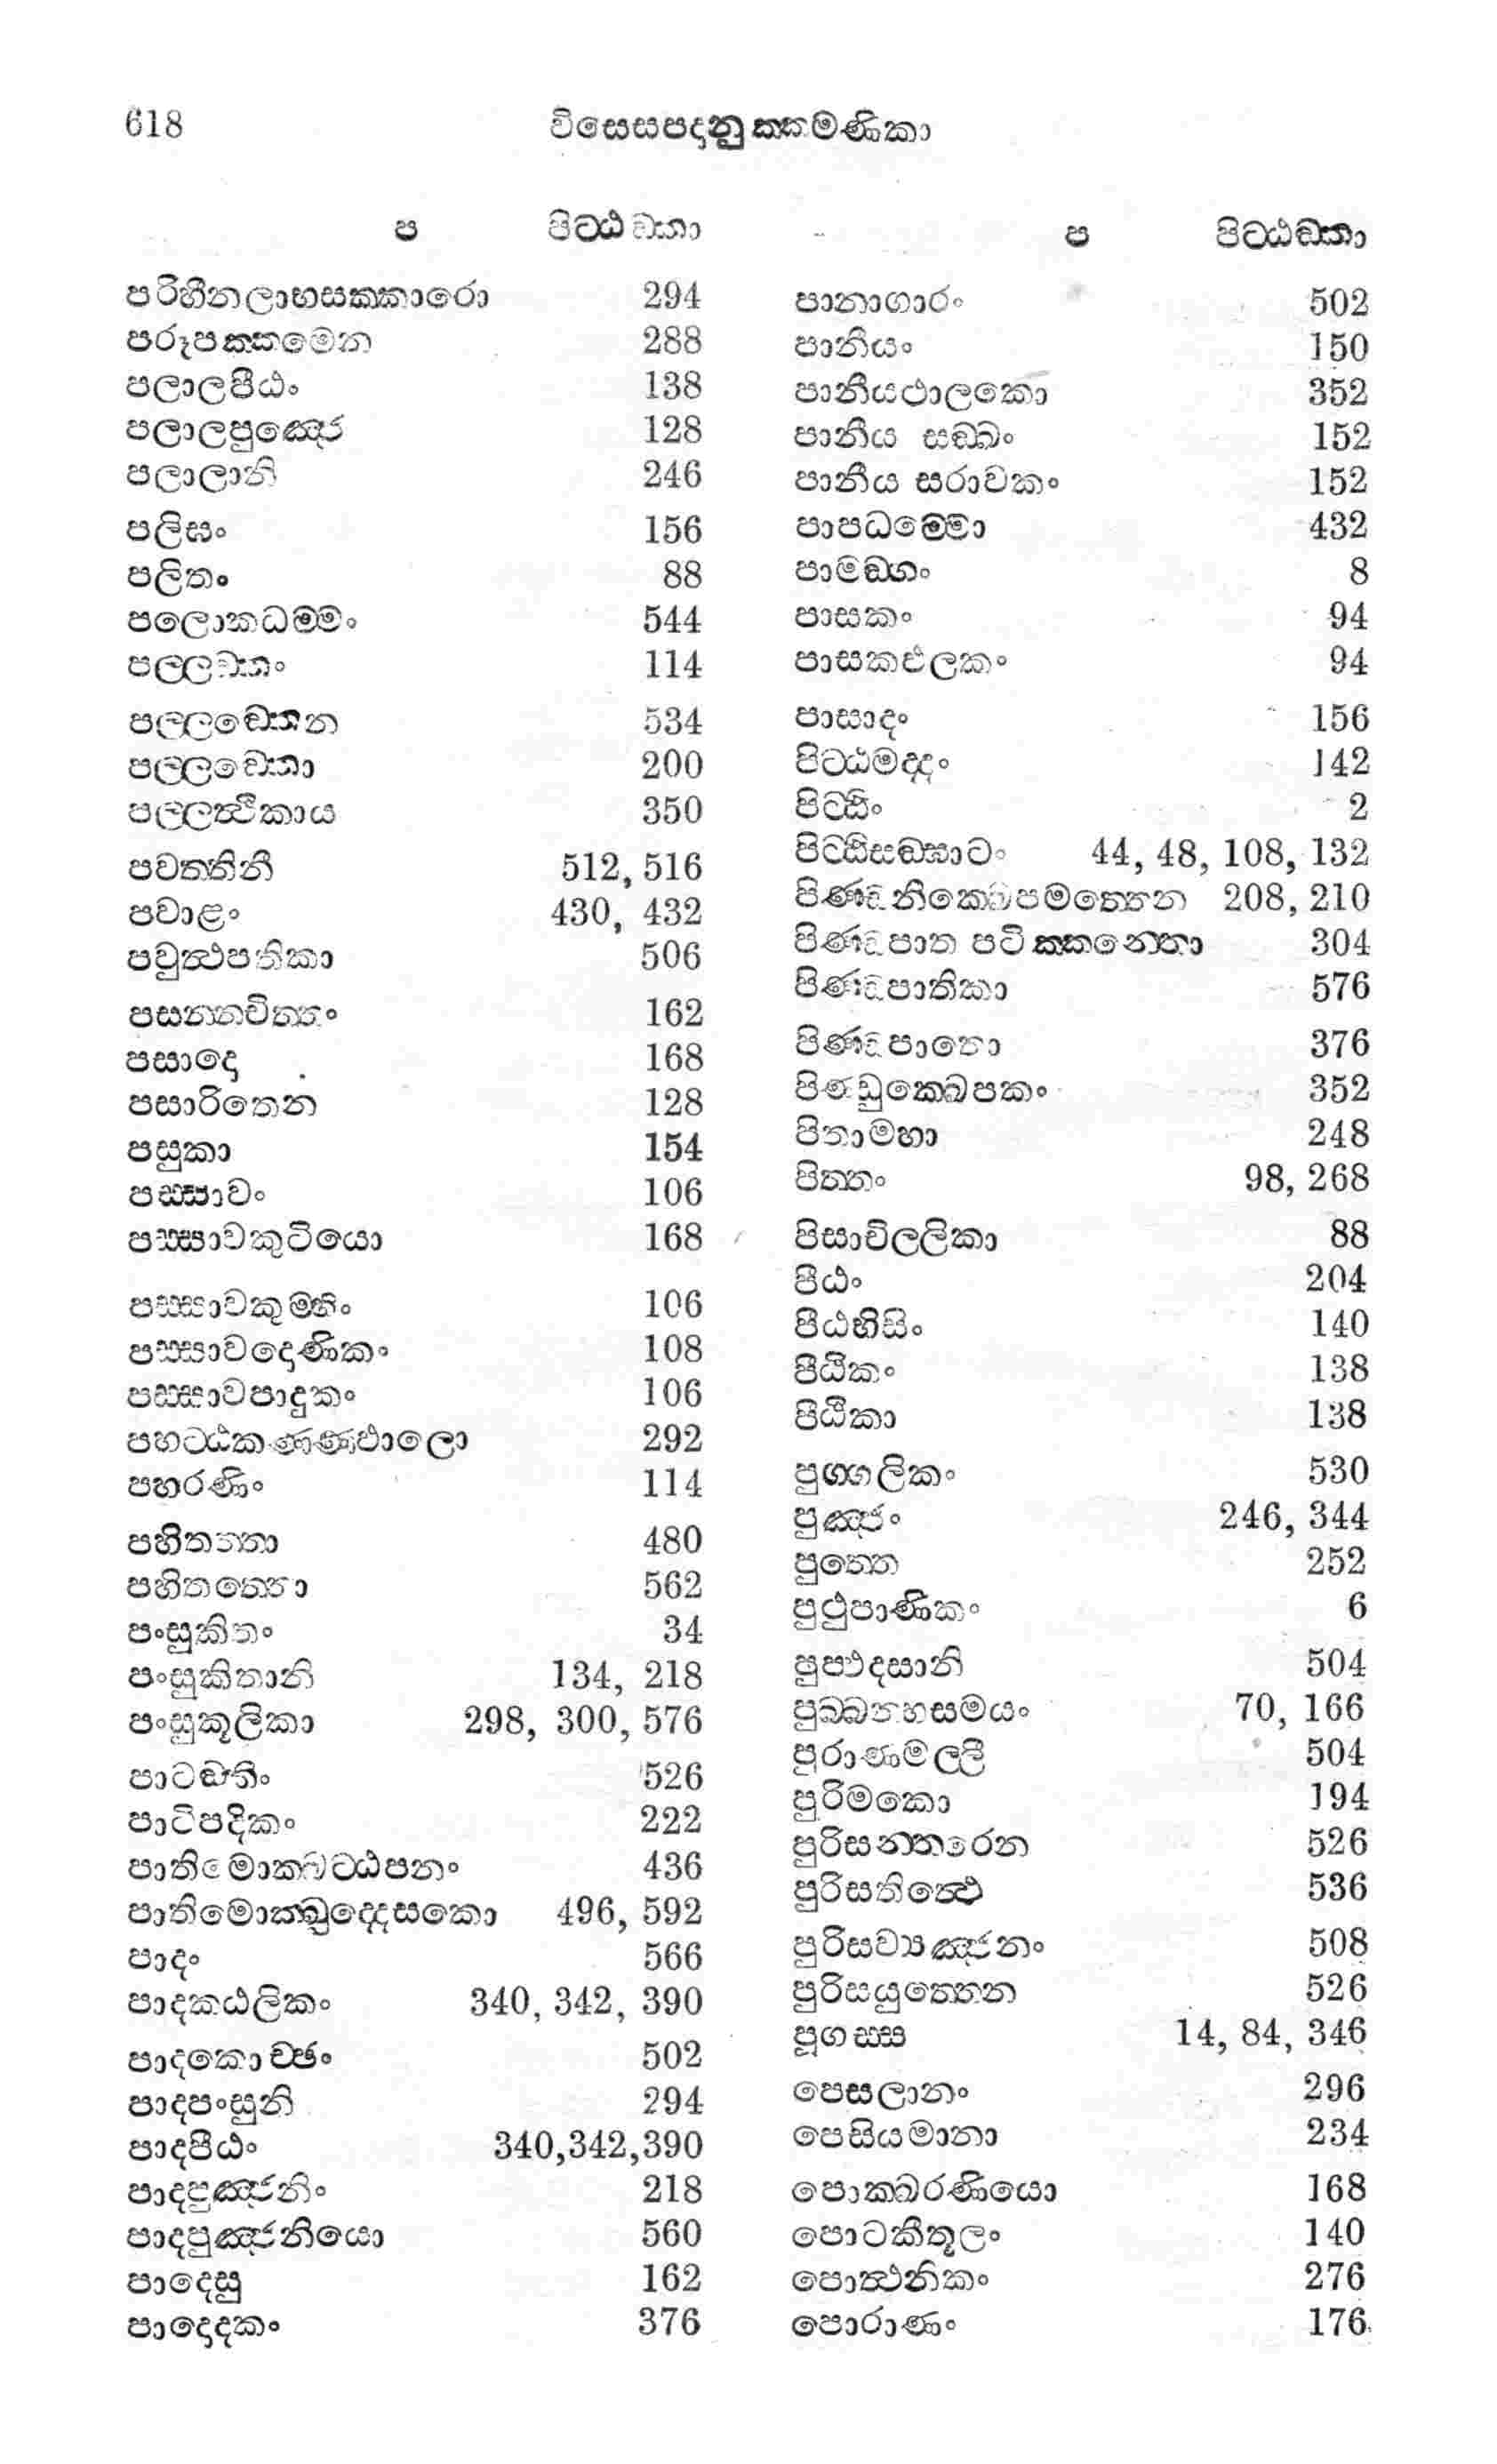 618
විසෙසපදානුක්කමණිකා
ප පිට්ඨඞ්කා
පරිහීනලාභසක්කාරො 294
පරූපක්කමෙන 288
පලාලපීඨං 138
පලාලපුඤ්ජෙ 128
පලාලානි 246
පලිඝං 156
පලිතං 88
පලොකධම්මං 544
පල්ලඞ්කං 114
පල්ලඞ්කෙන 534
පල්ලඞ්කො 200
පල්ලත්ථිකාය 350
පවත්තිනී 512, 516
පවාළං 430, 432
පවුත්ථපතිකා 506
පසන්නචිත්තං 162
පසාදො 168
පසාරිතෙන 128
පසුකා 154
පස්සාවං 106
පස්සාවකුටියො 168
පස්සාවකුම්භිං 106
පස්සාවදොණිකං 108
පස්සාවපාදුකං 106
පහට්ඨකණ්ණඵාලො 292
පහරණිං 114
පහිතත්තා 480
පහිතත්තො 562
පංසුකිතං 34
පංසුකිතානි 134, 218
පංසුකූලිකා 298, 300, 576
පාටඞ්කිං 526
පාටිපදිකං 222
පාතිමොක්ඛට්ඨපනං 436
පාතිමොක්ඛුද්දෙසකො 496, 592
පාදං 566
පාදකඨලිකං 340, 342, 390
පාදකොච්ඡං 502
පාදපංසුනි 294
පාදපීඨං 340,342,390
පාදපුඤ්ජනිං 218
පාදපුඤ්ජනියො 560
පාදෙසු 162
පාදොදකං 376
ප පිට්ඨඞ්කා
පානාගාරං 502
පානීයං 150
පානීයථාලකො 352
පානීය සඞ්ඛං 152
පානීය සරාවකං 152
පාපධම්මො 432
පාමඞ්ගං 8
පාසකං 94
පාසකඵලකං 94
පාසාදං 156
පිට්ඨමද්දං 142
පිට්ඨිං 2
පිට්ඨිසඞ්ඝාටං 44, 48, 108, 132
පිණ්ඩනික්ඛෙපමත්තෙන 208, 210
පිණ්ඩපාත පටික්කන්තො 304
පිණ්ඩපාතිකා 576
පිණ්ඩපාතො 376
පිණ්ඩුක්ඛෙපකං 352
පිතාමහා 248
පිත්තං 98, 268
පිසාචිල්ලිකා 88
පීඨං 204
පීඨභිසිං 140
පීඨිකං 138
පීඨිකා 138
පුග්ගලිකං 530
පුඤ්ජං 246, 344
පුත්තෙ 252
පුථුපාණිකං 6
පුප්ඵදසානි 504
පුබ්බන්හසමයං 70, 166
පුරාණමල්ලී 504
පුරිමකො 194
පුරිසන්තරෙන 526
පුරිසතිත්ථෙ 536
පුරිසව්‍යඤ්ජනං 508
පුරිසයුත්තෙන 526
පූගස්ස 14, 84, 346
පෙසලානං 296
පෙසියමානා 234
පොක්ඛරණියො 168
පොටකීතූලං 140
පොත්ථනිකං 276
පොරාණං 176